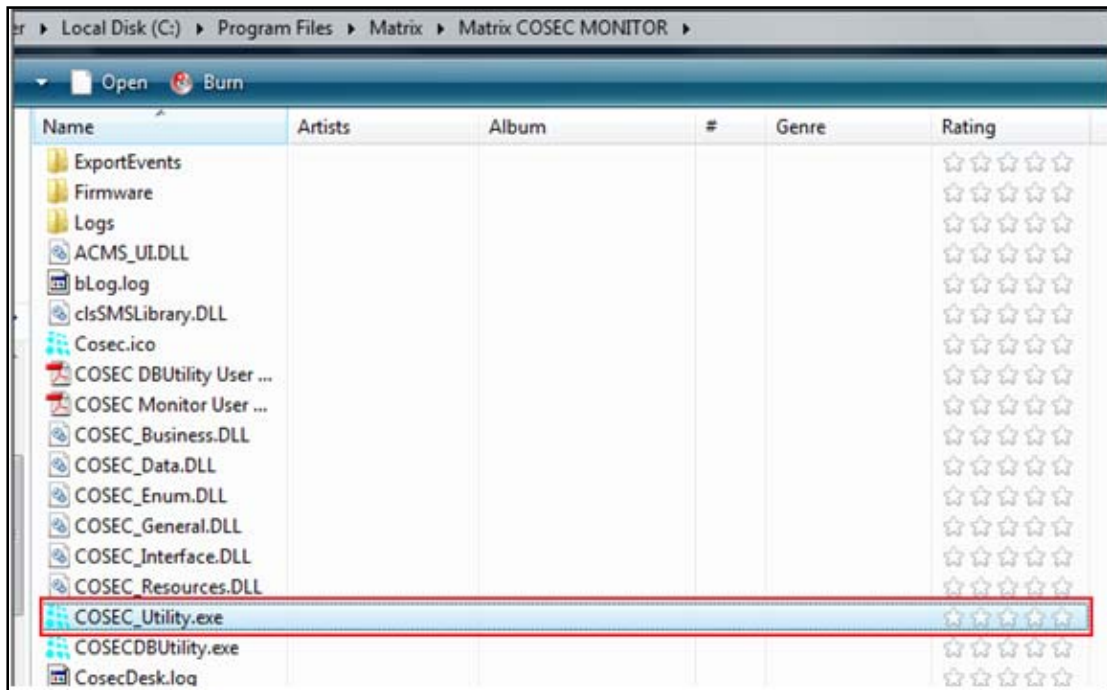 er ▸ Local Disk (C:) ▸ Program Files ▸ Matrix ▸ Matrix COSEC MONITOR ▸
Open Burn
Name Artists Album # Genre Rating
ExportEvents
Firmware
Logs
ACMS_UI.DLL
bLog.log
clsSMSLibrary.DLL
Cosec.ico
COSEC DBUtility User ...
COSEC Monitor User ...
COSEC_Business.DLL
COSEC_Data.DLL
COSEC_Enum.DLL
COSEC_General.DLL
COSEC_Interface.DLL
COSEC_Resources.DLL
COSEC_Utility.exe
COSECDBUtility.exe
CosecDesk.log